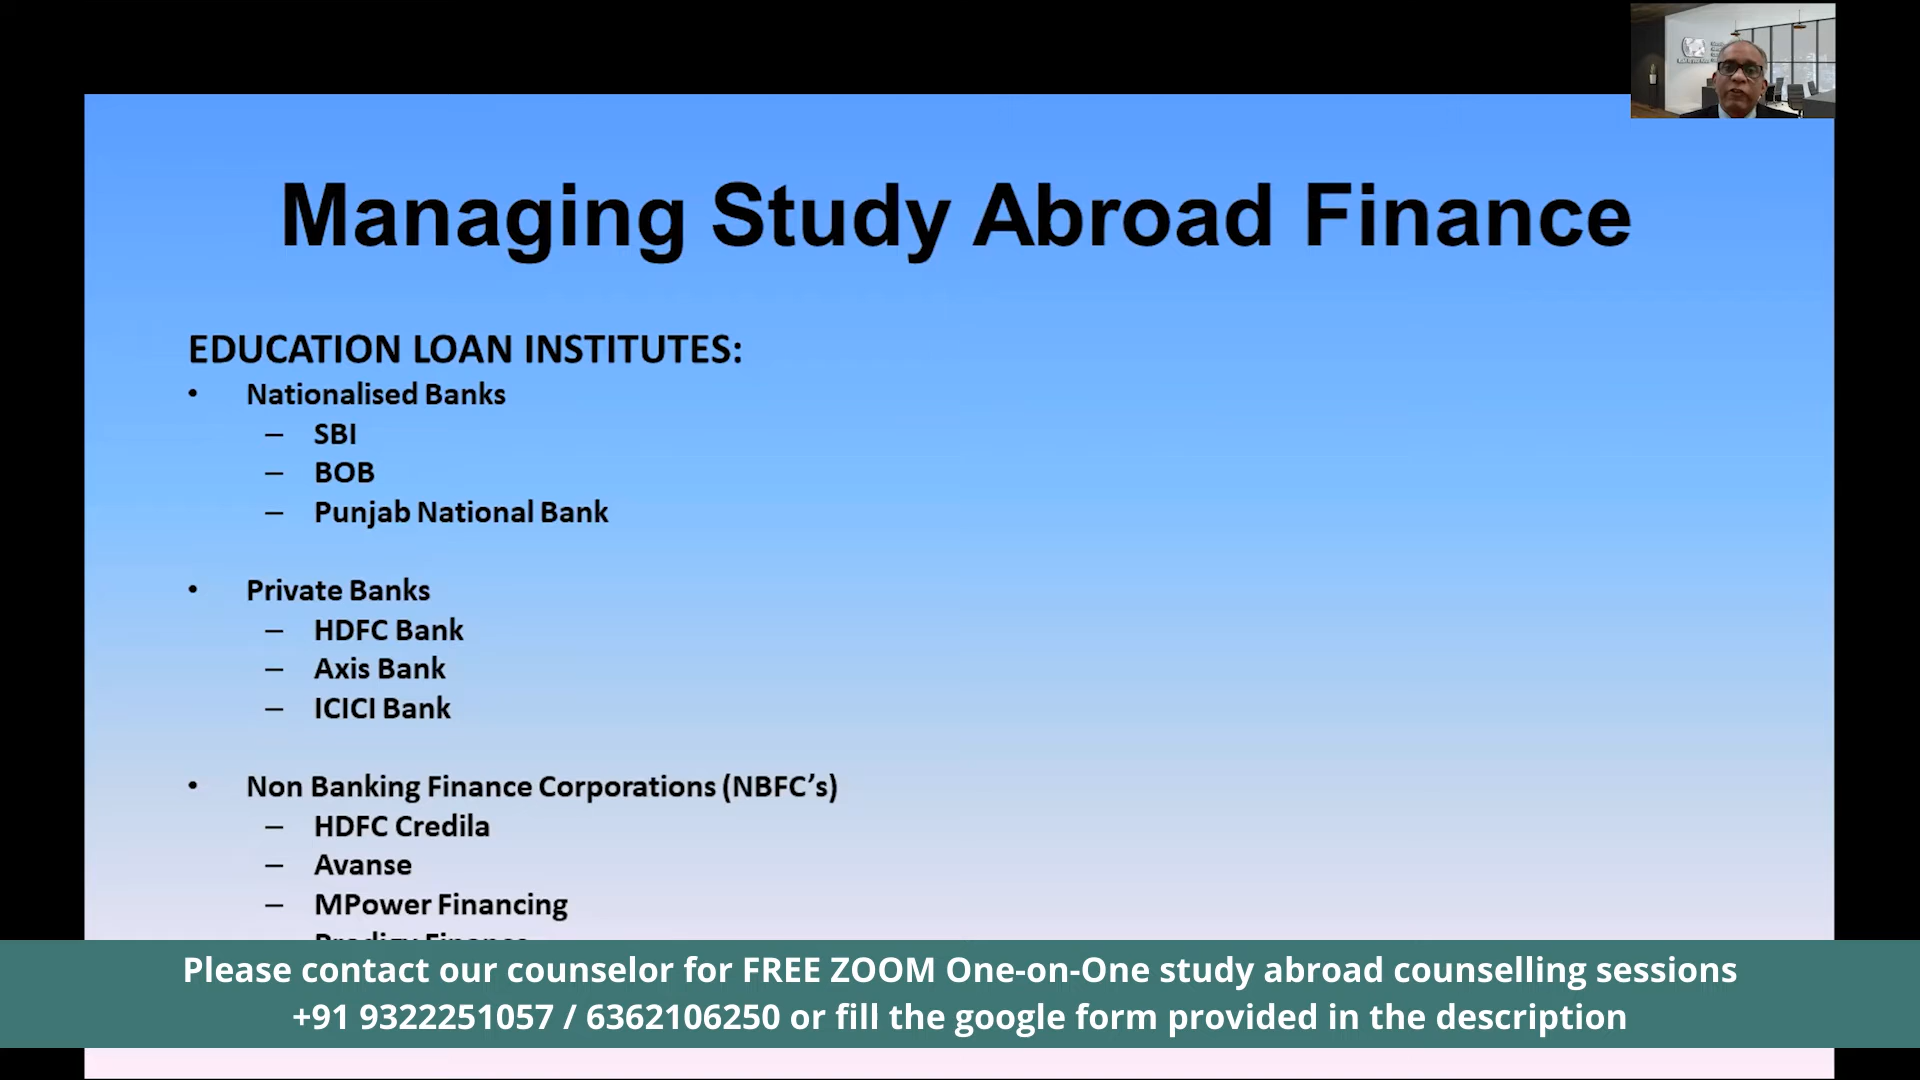 Managing Study Abroad Finance
EDUCATION LOAN INSTITUTES:
• Nationalised Banks
– SBI
– BOB
– Punjab National Bank
• Private Banks
– HDFC Bank
– Axis Bank
– ICICI Bank
• Non Banking Finance Corporations (NBFC’s)
– HDFC Credila
– Avanse
– MPower Financing
Prodigy Finance
Please contact our counselor for FREE ZOOM One-on-One study abroad counselling sessions
+91 9322251057 / 6362106250 or fill the google form provided in the description